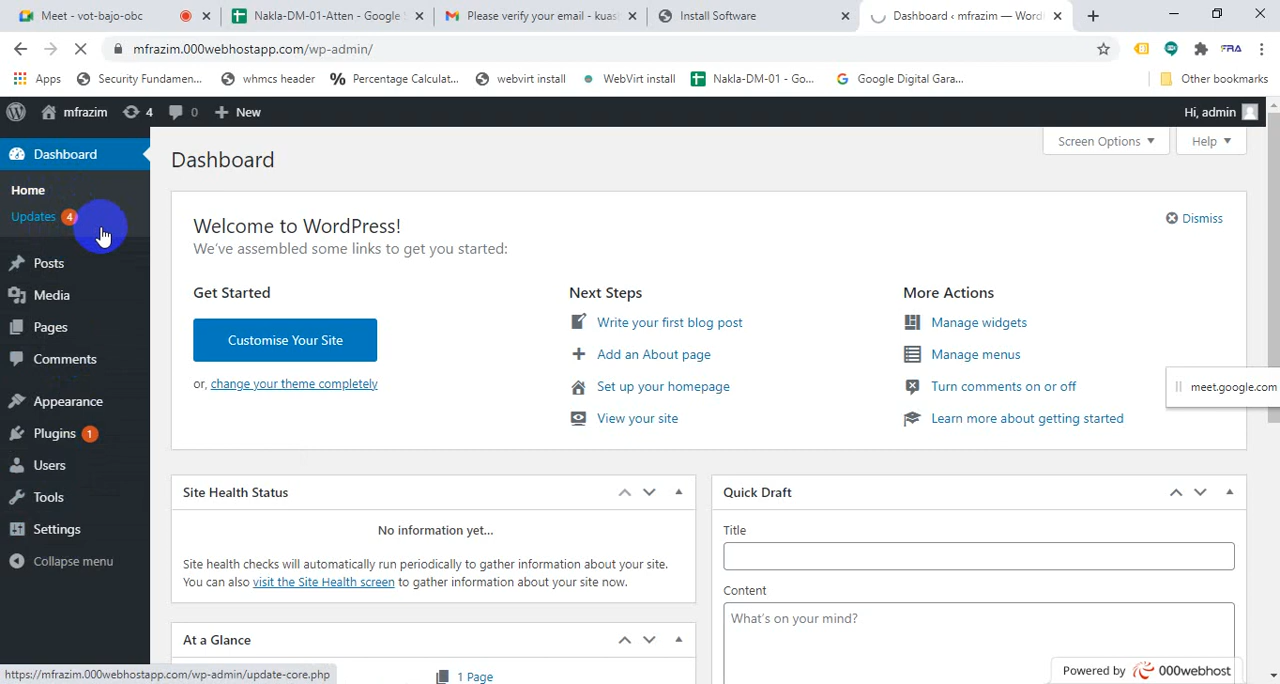 Meet - vot-bajo-obc
Nakla-DM-01-Atten - Google S
Please verify your email - kuash
Install Software
Dashboard ‹ mfrazim — Word
mfrazim.000webhostapp.com/wp-admin/
Apps
Security Fundamen...
whmcs header
Percentage Calculat...
webvirt install
WebVirt install
Nakla-DM-01 - Go...
Google Digital Gara...
Other bookmarks
mfrazim
4
0
New
Hi, admin
Dashboard
Home
Updates 4
Posts
Media
Pages
Comments
Appearance
Plugins 1
Users
Tools
Settings
Collapse menu
Dashboard
Screen Options
Help
Welcome to WordPress!
We've assembled some links to get you started:
Dismiss
Get Started
Customise Your Site
or, change your theme completely
Next Steps
Write your first blog post
Add an About page
Set up your homepage
View your site
More Actions
Manage widgets
Manage menus
Turn comments on or off
Learn more about getting started
meet.google.com
Site Health Status
No information yet...
Site health checks will automatically run periodically to gather information about your site.
You can also visit the Site Health screen to gather information about your site now.
At a Glance
1 Page
Quick Draft
Title
Content
What's on your mind?
Powered by 000webhost
https://mfrazim.000webhostapp.com/wp-admin/update-core.php